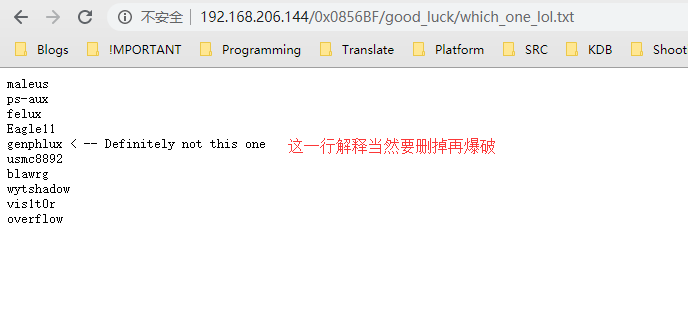 不安全 | 192.168.206.144/0x0856BF/good_luck/which_one_lol.txt
Bookmarks !MPORTANT Programming Translate Platform SRC KDB Shoot
maleus
ps-aux
felux
Eagle11
genphlux < -- Definitely not this one 这一行解释当然要删掉再爆破
usmc8892
blawrg
wytshadow
vis1t0r
overflow